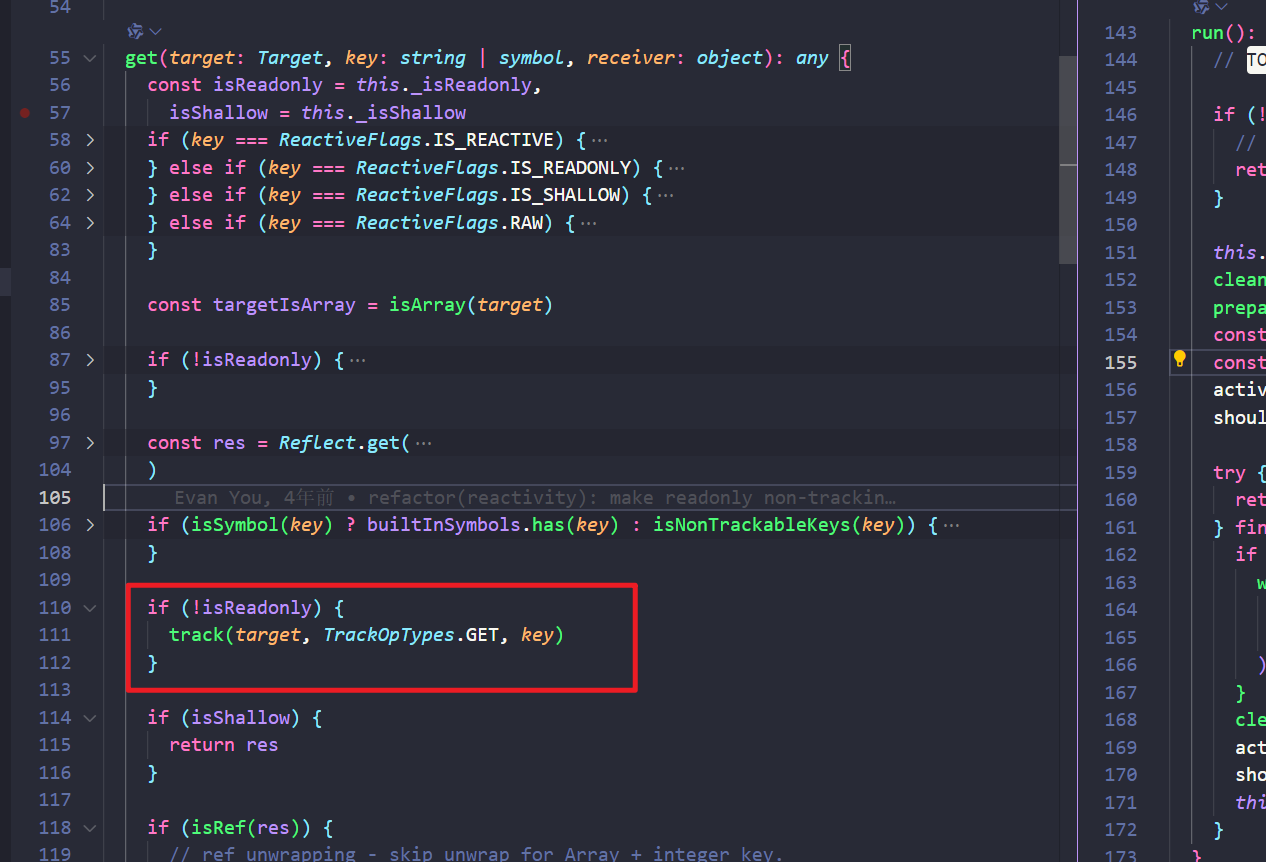 54
55 get(target: Target, key: string | symbol, receiver: object): any {
56 const isReadonly = this._isReadonly,
57 isShallow = this._isShallow
58 if (key === ReactiveFlags.IS_REACTIVE) { ···
60 } else if (key === ReactiveFlags.IS_READONLY) { ···
62 } else if (key === ReactiveFlags.IS_SHALLOW) { ···
64 } else if (key === ReactiveFlags.RAW) { ···
83 }
84
85 const targetIsArray = isArray(target)
86
87 if (!isReadonly) { ···
95 }
96
97 const res = Reflect.get( ···
104 )
105 Evan You, 4年前 • refactor(reactivity): make readonly non-trackin…
106 if (isSymbol(key) ? builtInSymbols.has(key) : isNonTrackableKeys(key)) { ···
108 }
109
110 if (!isReadonly) {
111 track(target, TrackOpTypes.GET, key)
112 }
113
114 if (isShallow) {
115 return res
116 }
117
118 if (isRef(res)) {
119 // ref unwrapping - skip unwrap for Array + integer key.
143 run():
144 // TO
145
146 if (!
147 //
148 ret
149 }
150
151 this.
152 clean
153 prepa
154 const
155 const
156 activ
157 shoul
158
159 try {
160 ret
161 } fin
162 if
163 w
164
165
166 )
167 }
168 cle
169 act
170 sho
171 thi
172 }
173 }